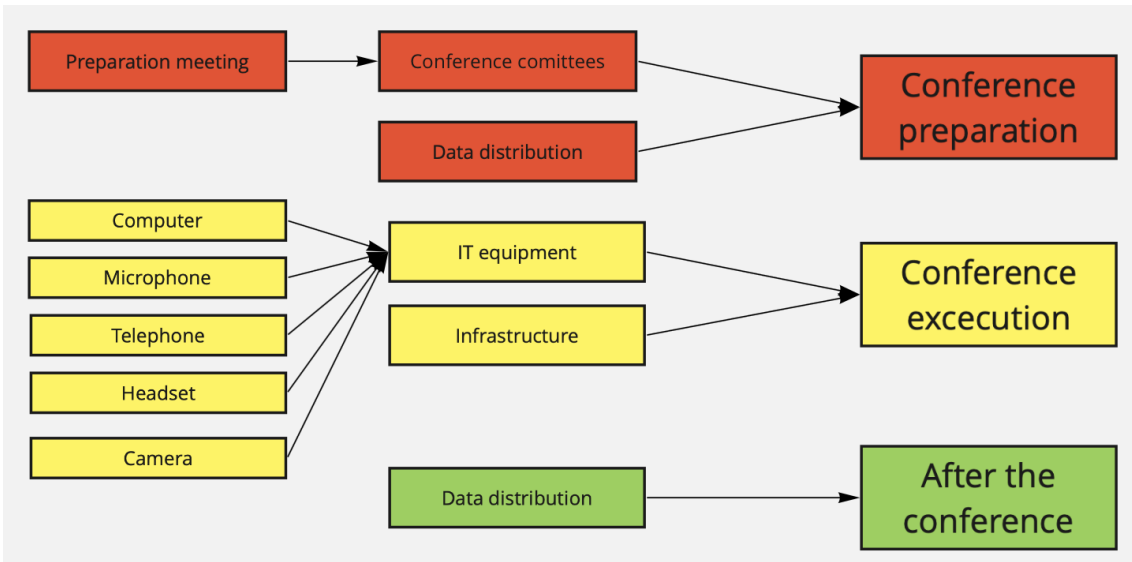 Preparation meeting
Conference comittees
Data distribution
Conference
preparation
Computer
Microphone
Telephone
Headset
Camera
IT equipment
Infrastructure
Conference
excecution
Data distribution
After the
conference